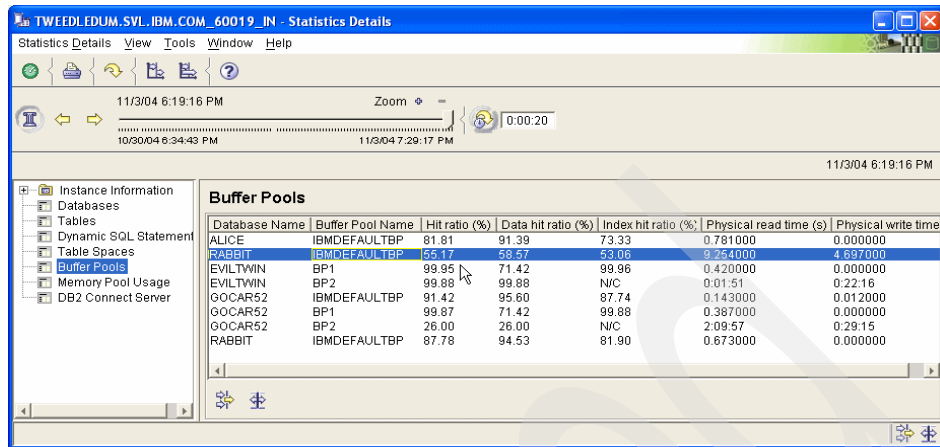 TWEEDLEDUM.SVL.IBM.COM_60019_IN - Statistics Details
Statistics Details View Tools Window Help
11/3/04 6:19:16 PM Zoom
0:00:20
10/30/04 6:34:43 PM 11/3/04 7:29:17 PM
11/3/04 6:19:16 PM
Instance Information
Databases
Tables
Dynamic SQL Statement
Table Spaces
Buffer Pools
Memory Pool Usage
DB2 Connect Server
Buffer Pools
Database Name Buffer Pool Name Hit ratio (%) Data hit ratio (%) Index hit ratio (%) Physical read time (s) Physical write time
ALICE IBMDEFAULTBP 81.81 91.39 73.33 0.781000 0.000000
RABBIT IBMDEFAULTBP 55.17 58.57 53.06 9.254000 4.697000
EVILTWIN BP1 99.95 71.42 99.96 0.420000 0.000000
EVILTWIN BP2 99.88 99.88 N/C 0:01:51 0:22:16
GOCAR52 IBMDEFAULTBP 91.42 95.60 87.74 0.143000 0.012000
GOCAR52 BP1 99.87 71.42 99.88 0.387000 0.000000
GOCAR52 BP2 26.00 26.00 N/C 2:09:57 0:29:15
RABBIT IBMDEFAULTBP 87.78 94.53 81.90 0.673000 0.000000